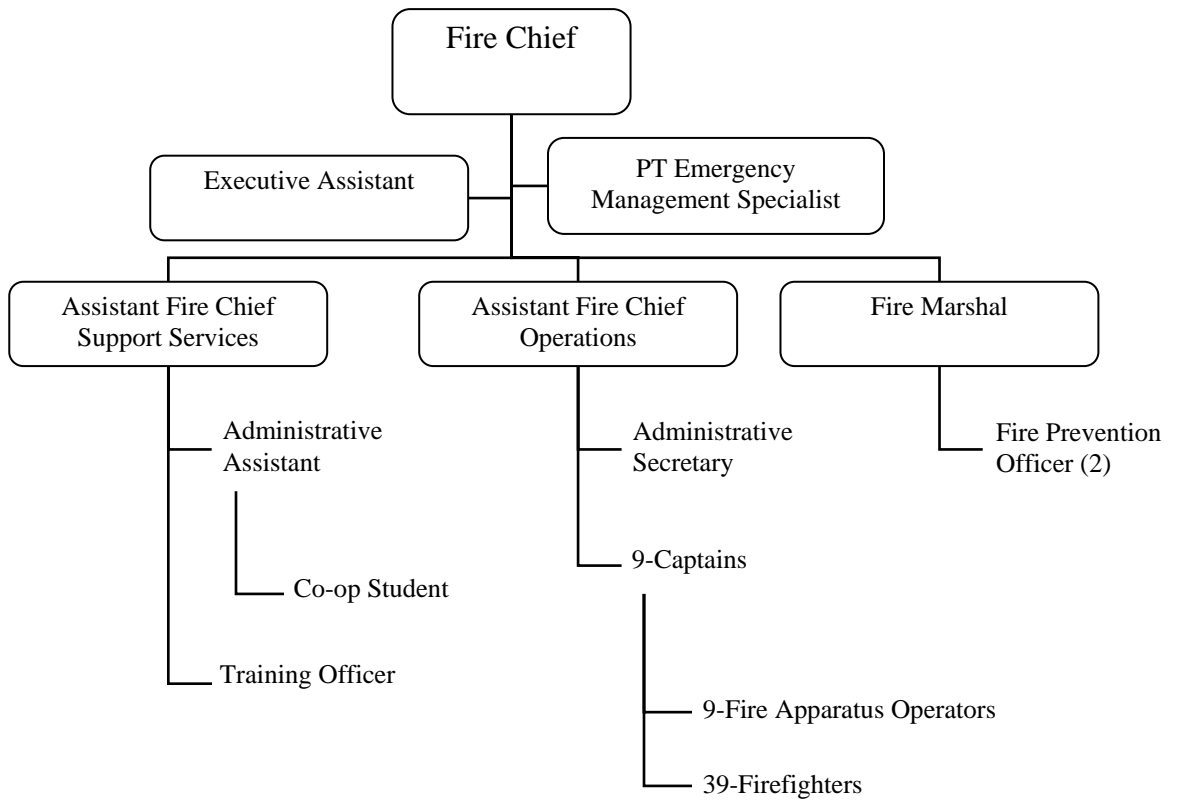 Fire Chief
Executive Assistant
PT Emergency
Management Specialist
Assistant Fire Chief
Support Services
Assistant Fire Chief
Operations
Fire Marshal
Administrative
Assistant
Administrative
Secretary
Fire Prevention
Officer (2)
9-Captains
Co-op Student
Training Officer
9-Fire Apparatus Operators
39-Firefighters